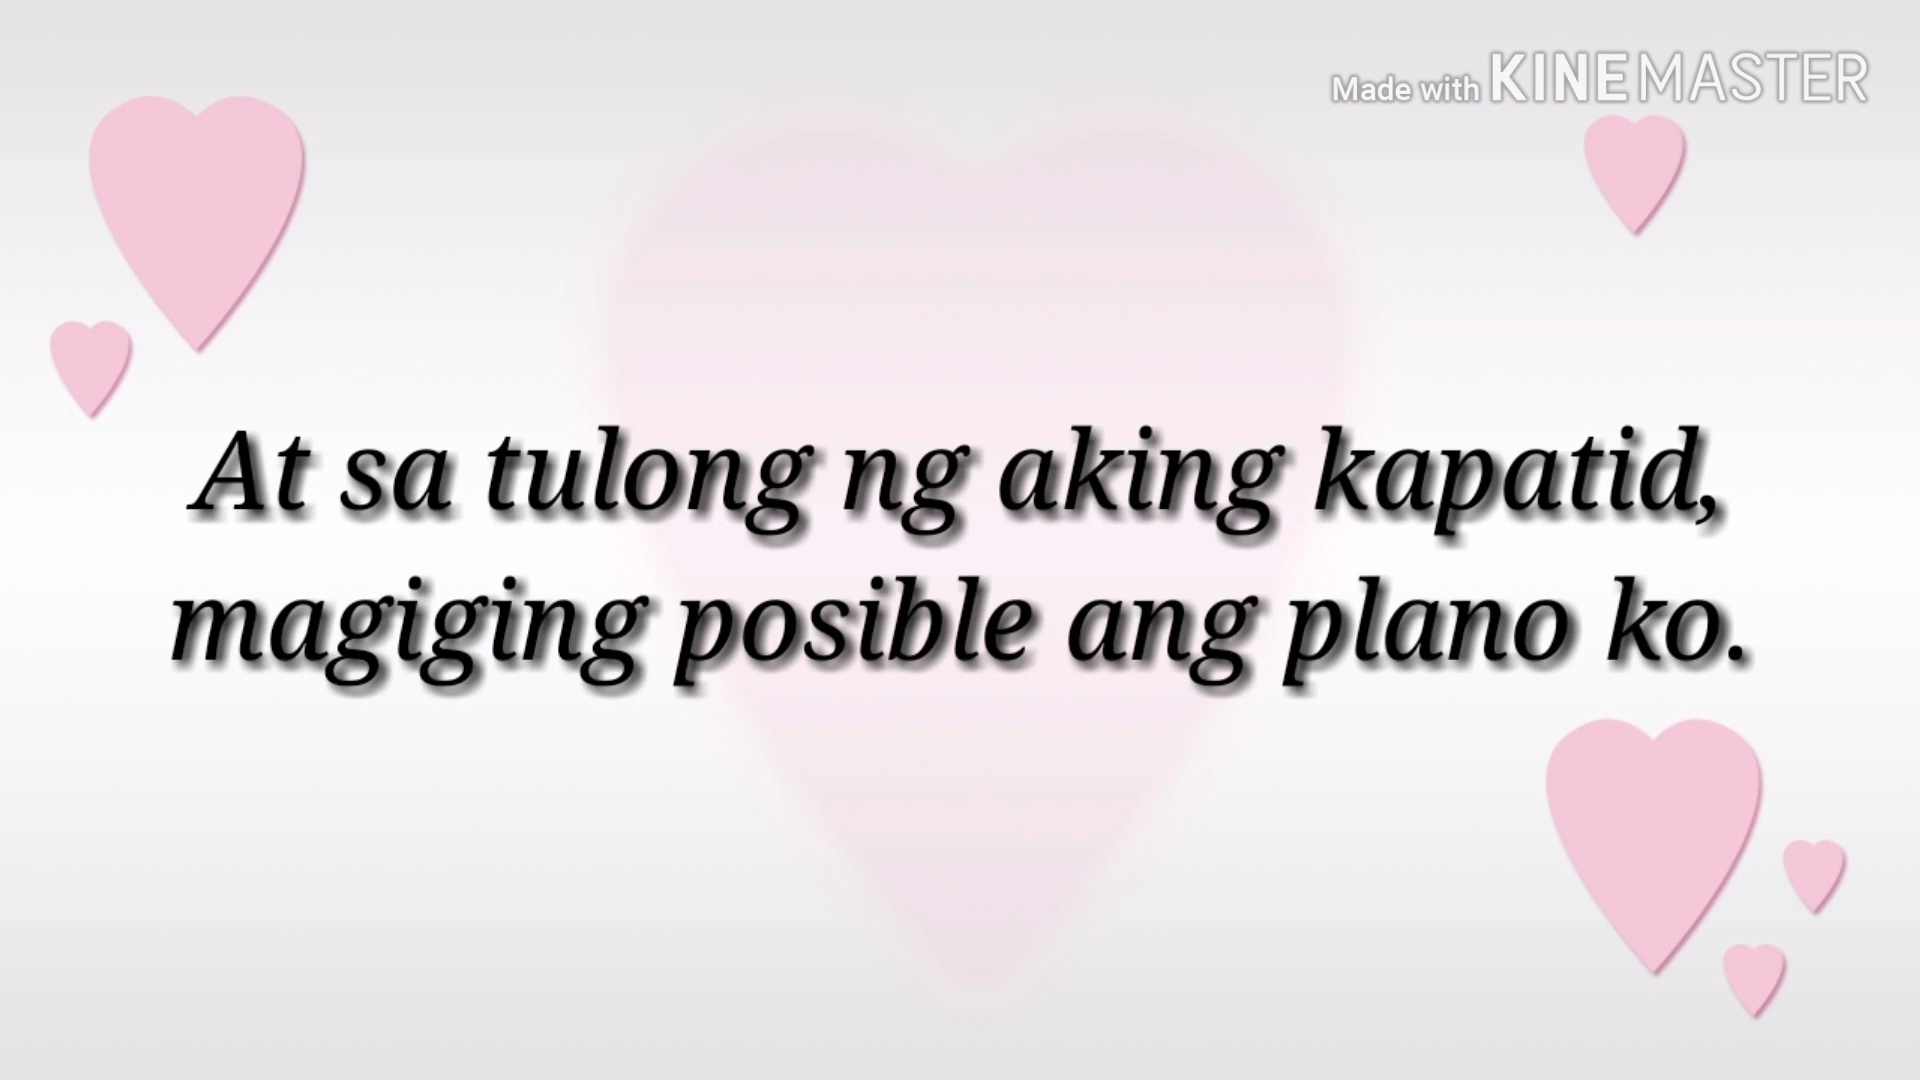 Made with KINEMASTER
At sa tulong ng aking kapatid,
magiging posible ang plano ko.